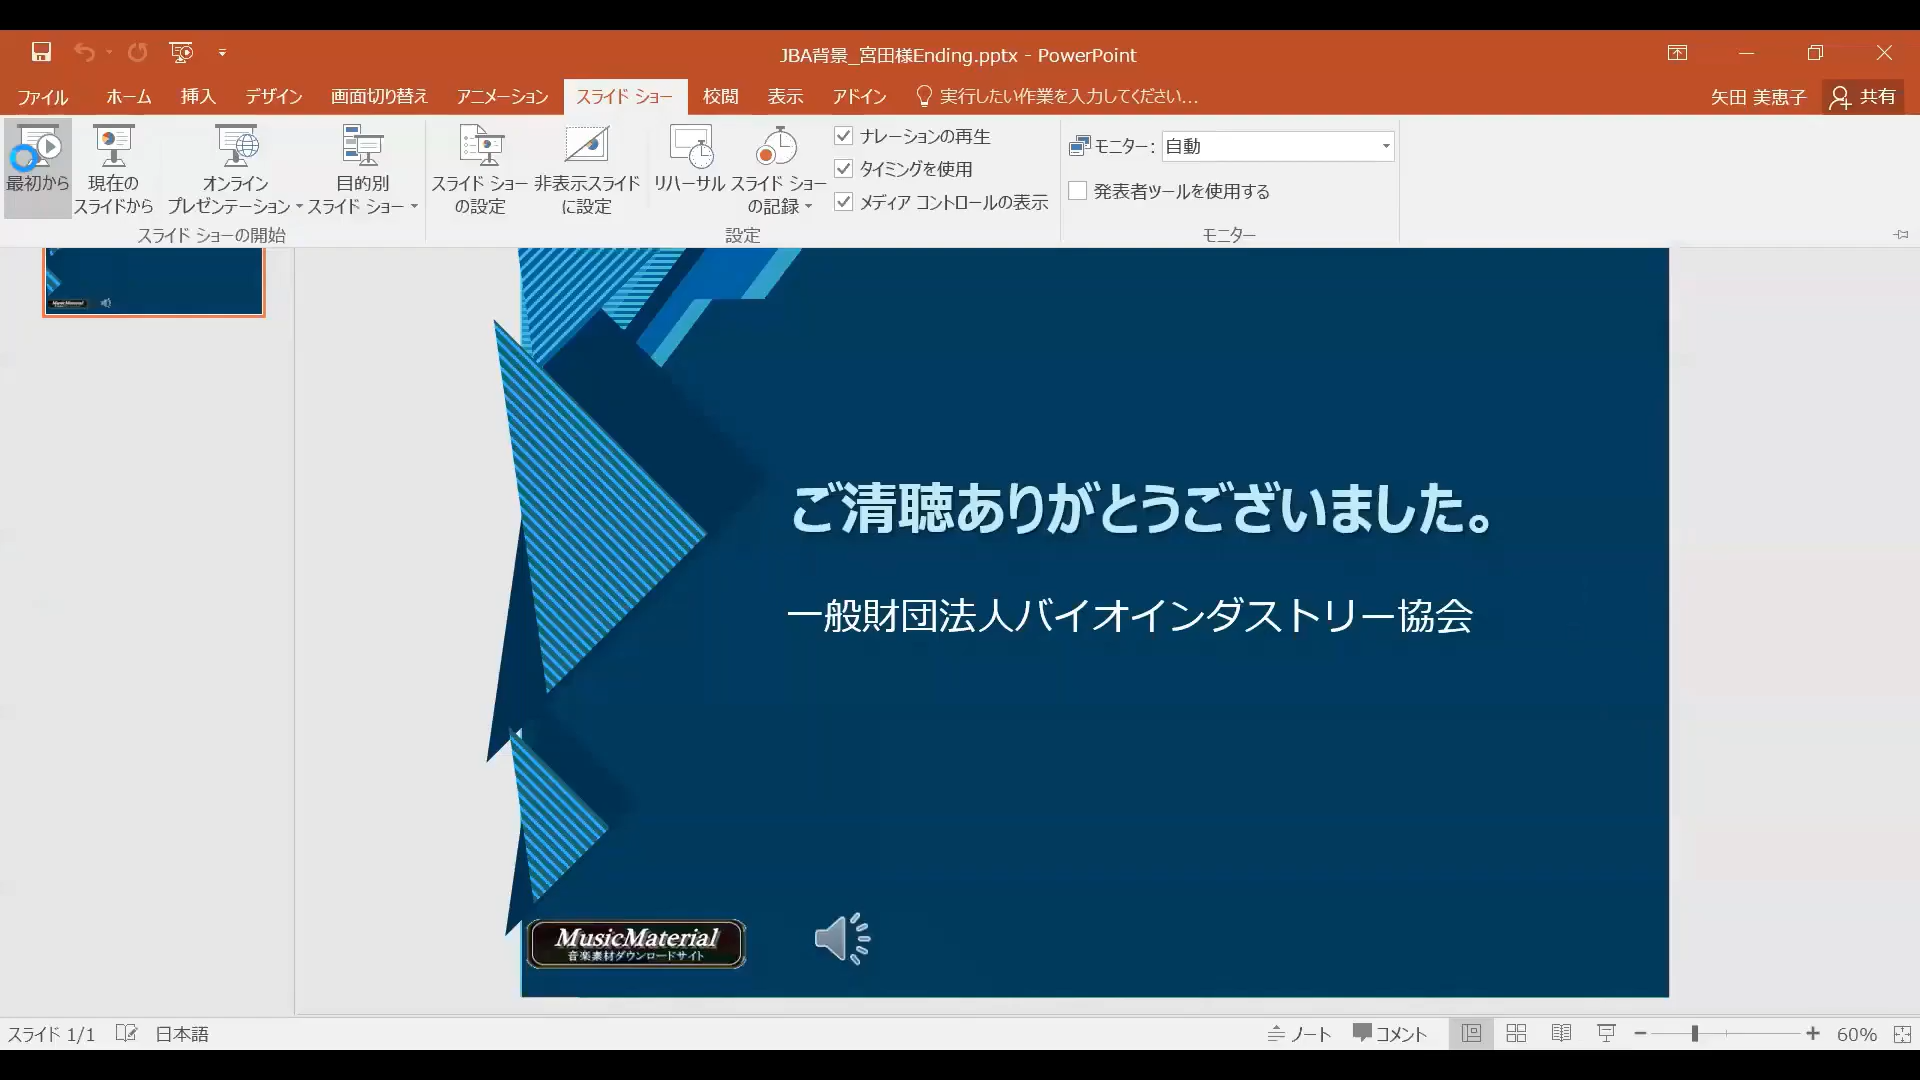 JBA背景_宮田様Ending.pptx - PowerPoint
ファイル ホーム 挿入 デザイン 画面切り替え アニメーション スライド ショー 校閲 表示 アドイン 実行したい作業を入力してください... 矢田 美恵子 共有
最初から
現在の
スライドから
オンライン
プレゼンテーション
目的別
スライド ショー
スライド ショーの開始
スライド ショー
の設定
非表示スライド
に設定
リハーサル
スライド ショー
の記録
ナレーションの再生
タイミングを使用
メディア コントロールの表示
設定
モニター: 自動
発表者ツールを使用する
モニター
ご清聴ありがとうございました。
一般財団法人バイオインダストリー協会
MusicMaterial
音楽素材ダウンロードサイト
スライド 1/1 日本語 ノート コメント 60%